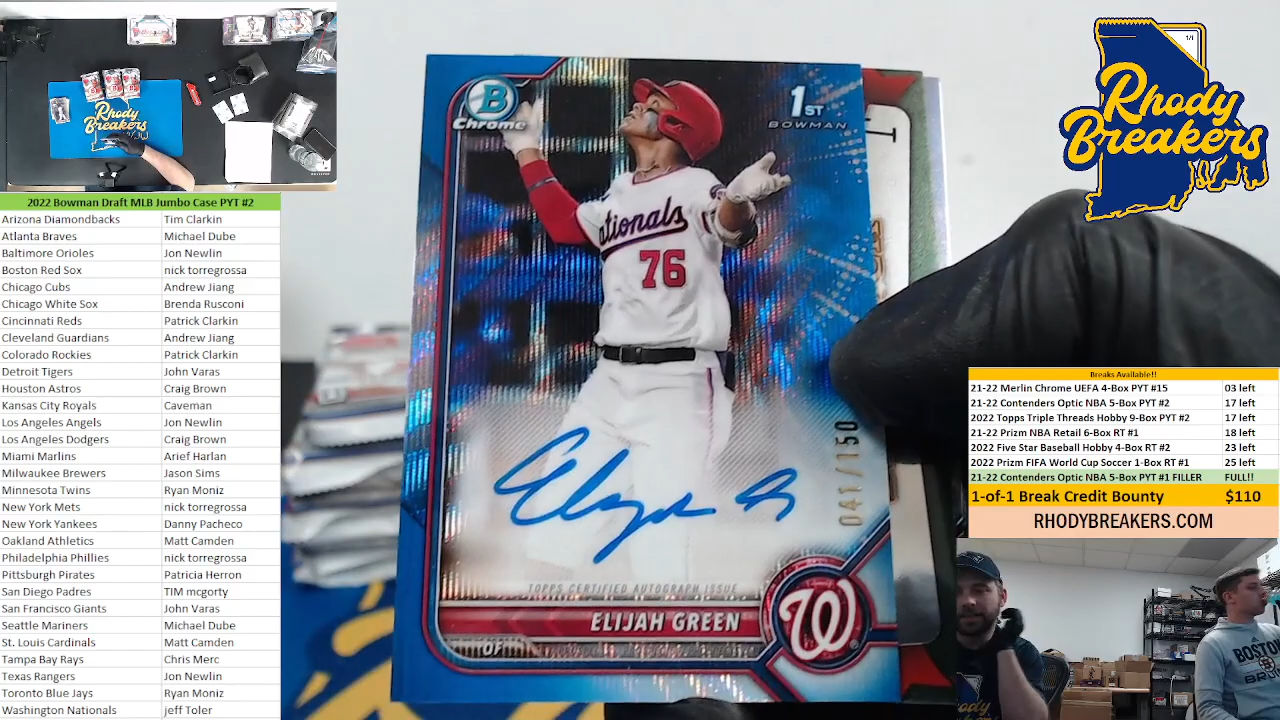 2022 Bowman Draft MLB Jumbo Case PYT #2
Arizona Diamondbacks Tim Clarkin
Atlanta Braves Michael Dube
Baltimore Orioles Jon Newlin
Boston Red Sox nick torregrossa
Chicago Cubs Andrew Jiang
Chicago White Sox Brenda Rusconi
Cincinnati Reds Patrick Clarkin
Cleveland Guardians Andrew Jiang
Colorado Rockies Patrick Clarkin
Detroit Tigers John Varas
Houston Astros Craig Brown
Kansas City Royals Caveman
Los Angeles Angels Jon Newlin
Los Angeles Dodgers Craig Brown
Miami Marlins Arief Harlan
Milwaukee Brewers Jason Sims
Minnesota Twins Ryan Moniz
New York Mets nick torregrossa
New York Yankees Danny Pacheco
Oakland Athletics Matt Camden
Philadelphia Phillies nick torregrossa
Pittsburgh Pirates Patricia Herron
San Diego Padres TIM mcgorty
San Francisco Giants John Varas
Seattle Mariners Michael Dube
St. Louis Cardinals Matt Camden
Tampa Bay Rays Chris Merc
Texas Rangers Jon Newlin
Toronto Blue Jays Ryan Moniz
Washington Nationals jeff Toler
Rhody
Breakers
B
Chrome
1ST
BOWMAN
ationals
76
041/150
TOPPS CERTIFIED AUTOGRAPH ISSUE
ELIJAH GREEN
OF
W
1/1
Rhody
Breakers
Breaks Available!!
21-22 Merlin Chrome UEFA 4-Box PYT #15 03 left
21-22 Contenders Optic NBA 5-Box PYT #2 17 left
2022 Topps Triple Threads Hobby 9-Box PYT #2 17 left
21-22 Prizm NBA Retail 6-Box RT #1 18 left
2022 Five Star Baseball Hobby 4-Box RT #2 23 left
2022 Prizm FIFA World Cup Soccer 1-Box RT #1 25 left
21-22 Contenders Optic NBA 5-Box PYT #1 FILLER FULL!!
1-of-1 Break Credit Bounty $110
RHODYBREAKERS.COM
BOSTON